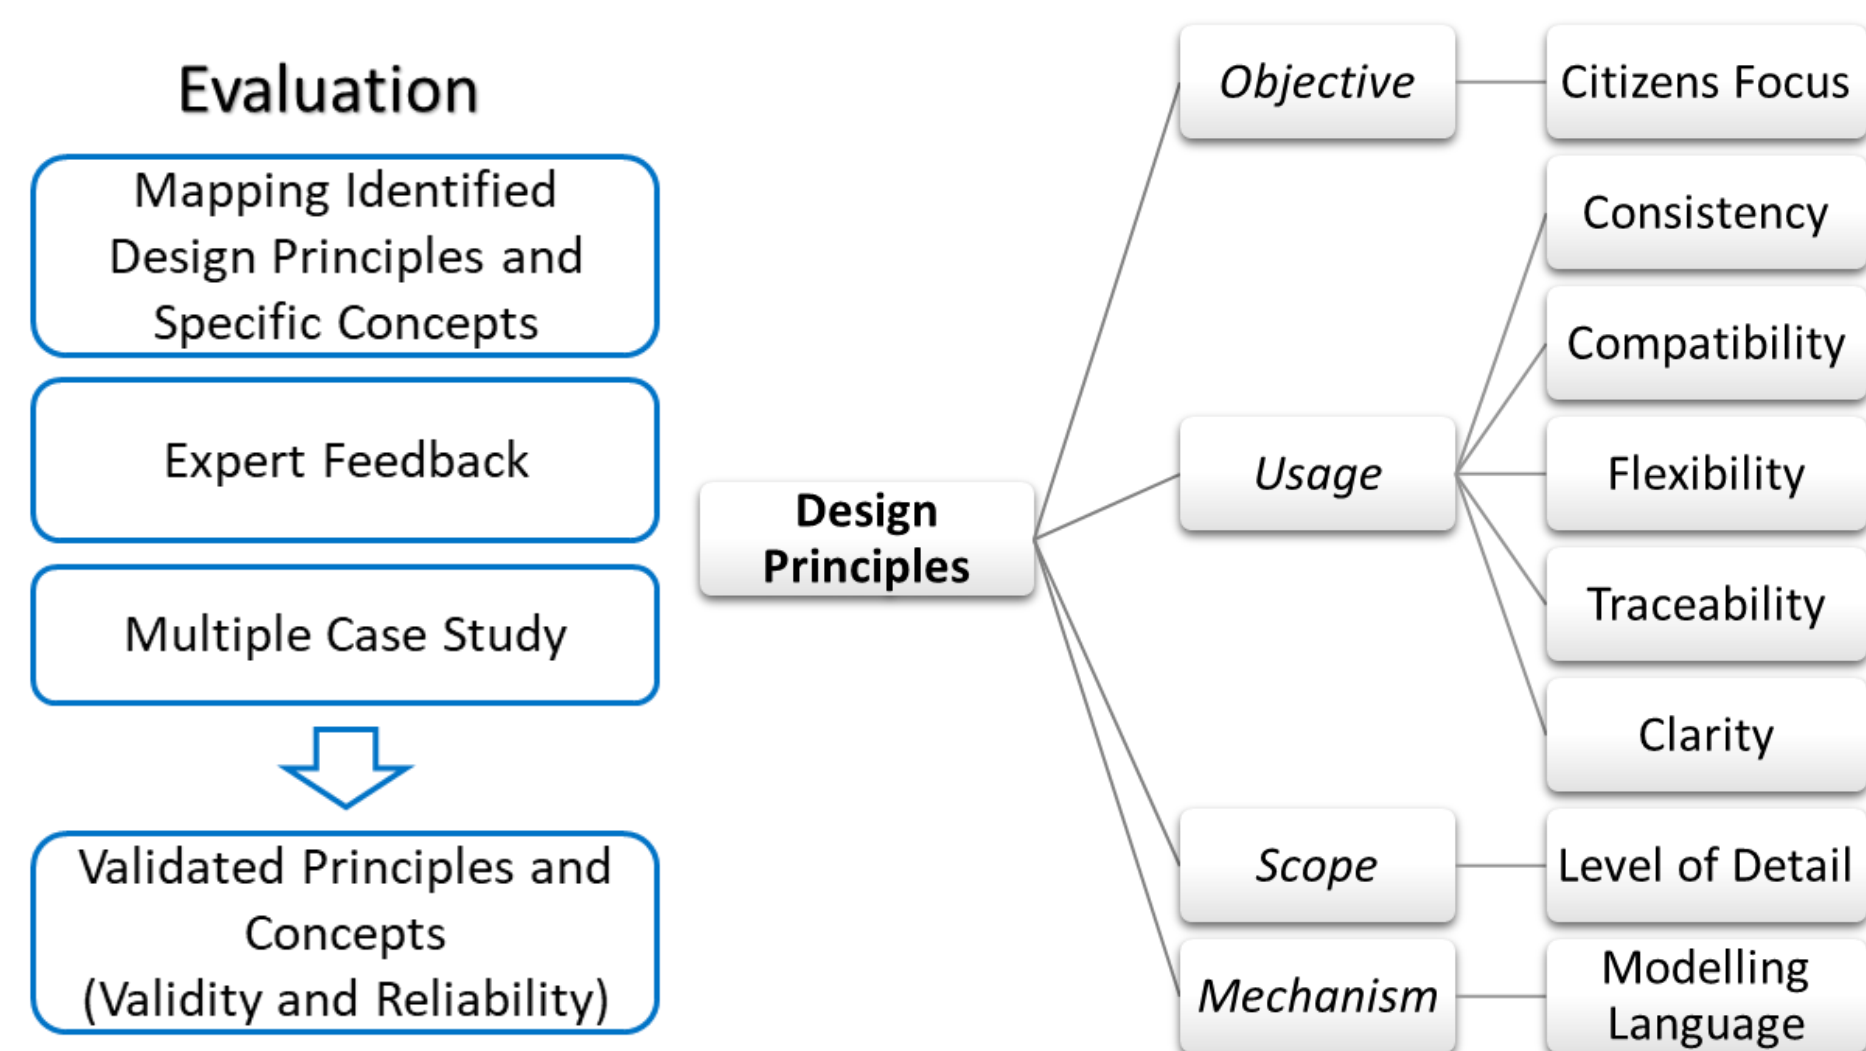 Evaluation
Mapping Identified
Design Principles and
Specific Concepts
Expert Feedback
Multiple Case Study
Validated Principles and
Concepts
(Validity and Reliability)
Design
Principles
Objective
Usage
Scope
Mechanism
Citizens Focus
Consistency
Compatibility
Flexibility
Traceability
Clarity
Level of Detail
Modelling
Language